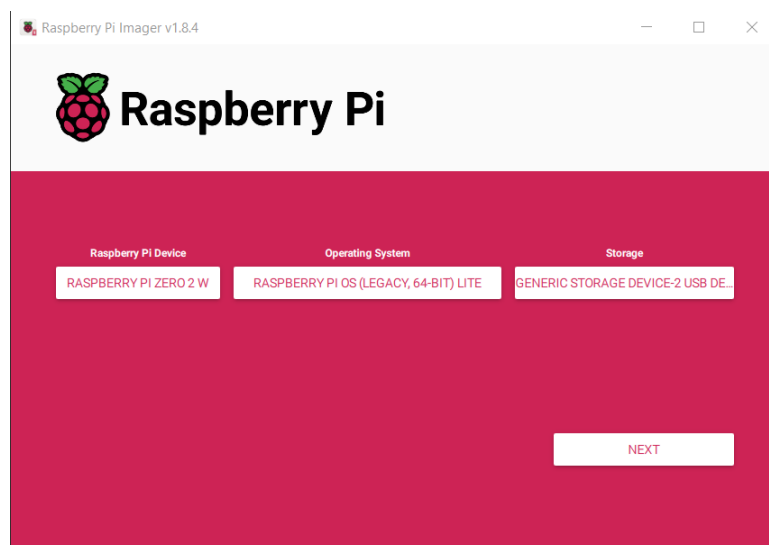 Raspberry Pi Imager v1.8.4
Raspberry Pi
Raspberry Pi Device
Operating System
Storage
RASPBERRY PI ZERO 2 W
RASPBERRY PI OS (LEGACY, 64-BIT) LITE
GENERIC STORAGE DEVICE-2 USB DE...
NEXT